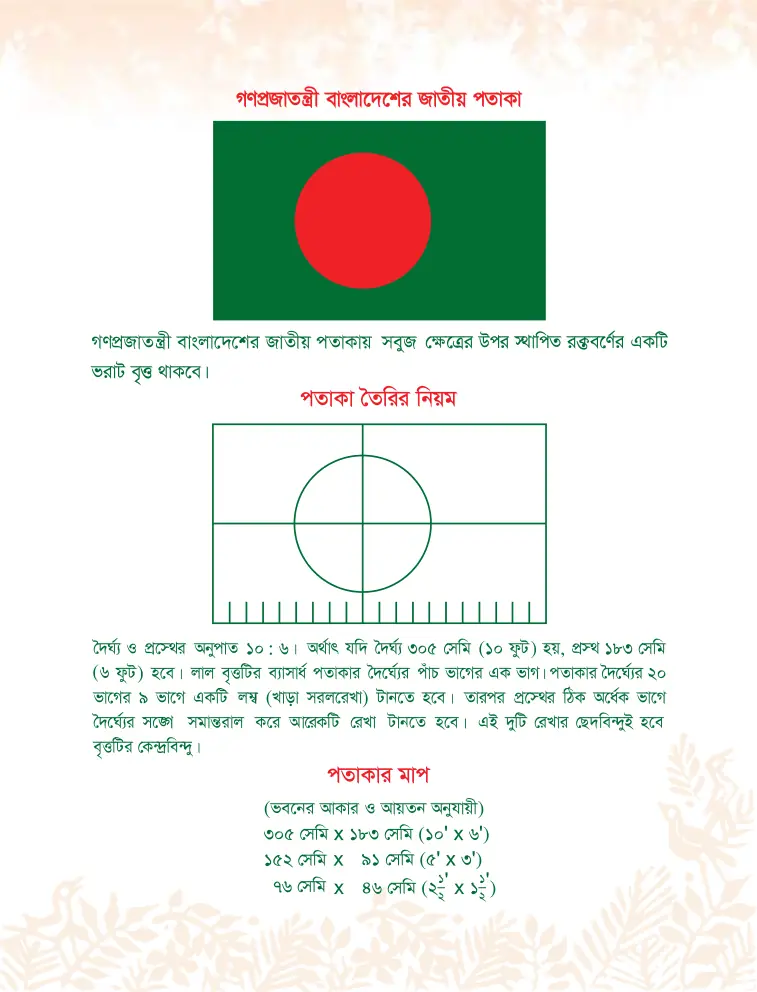 গণপ্রজাতন্ত্রী বাংলাদেশের জাতীয় পতাকা
গণপ্রজাতন্ত্রী বাংলাদেশের জাতীয় পতাকায় সবুজ ক্ষেত্রের উপর স্থাপিত রক্তবর্ণের একটি
ভরাট বৃত্ত থাকবে।
পতাকা তৈরির নিয়ম
দৈর্ঘ্য ও প্রস্থের অনুপাত ১০ : ৬। অর্থাৎ যদি দৈর্ঘ্য ৩০৫ সেমি (১০ ফুট) হয়, প্রস্থ ১৮৩ সেমি
(৬ ফুট) হবে। লাল বৃত্তটির ব্যাসার্ধ পতাকার দৈর্ঘ্যের পাঁচ ভাগের এক ভাগ। পতাকার দৈর্ঘ্যের ২০
ভাগের ৯ ভাগে একটি লম্ব (খাড়া সরলরেখা) টানতে হবে। তারপর প্রস্থের ঠিক অর্ধেক ভাগে
দৈর্ঘ্যের সঙ্গে সমান্তরাল করে আরেকটি রেখা টানতে হবে। এই দুটি রেখার ছেদবিন্দুই হবে
বৃত্তটির কেন্দ্রবিন্দু।
পতাকার মাপ
(ভবনের আকার ও আয়তন অনুযায়ী)
৩০৫ সেমি x ১৮৩ সেমি (১০' x ৬')
১৫২ সেমি x ৯১ সেমি (৫' x ৩')
৭৬ সেমি x ৪৬ সেমি (২১/২' x ১১/২')